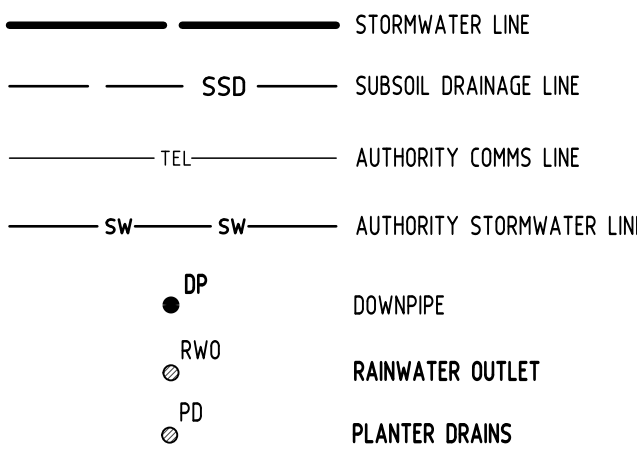 STORMWATER LINE
SSD SUBSOIL DRAINAGE LINE
TEL AUTHORITY COMMS LINE
SW SW AUTHORITY STORMWATER LINE
DP
DOWNPIPE
RWO
RAINWATER OUTLET
PD
PLANTER DRAINS